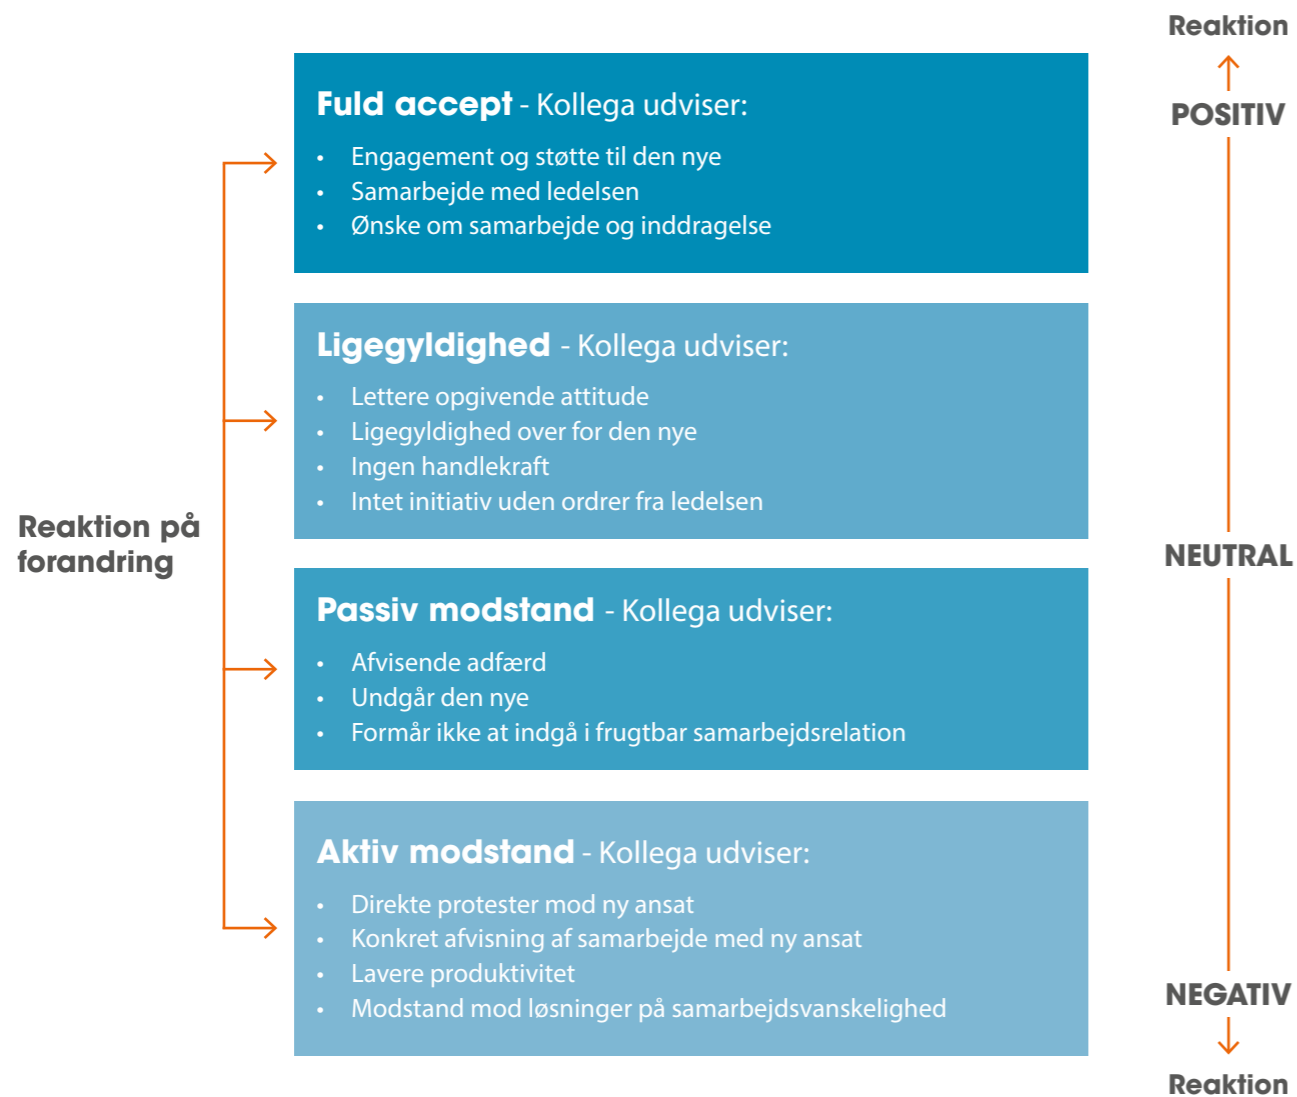 Reaktion
POSITIV
Fuld accept - Kollega udviser:
• Engagement og støtte til den nye
• Samarbejde med ledelsen
• Ønske om samarbejde og inddragelse
Ligegyldighed - Kollega udviser:
• Lettere opgivende attitude
• Ligegyldighed over for den nye
• Ingen handlekraft
• Intet initiativ uden ordrer fra ledelsen
Reaktion på
forandring
NEUTRAL
Passiv modstand - Kollega udviser:
• Afvisende adfærd
• Undgår den nye
• Formår ikke at indgå i frugtbar samarbejdsrelation
Aktiv modstand - Kollega udviser:
• Direkte protester mod ny ansat
• Konkret afvisning af samarbejde med ny ansat
• Lavere produktivitet
• Modstand mod løsninger på samarbejdsvanskelighed
NEGATIV
Reaktion